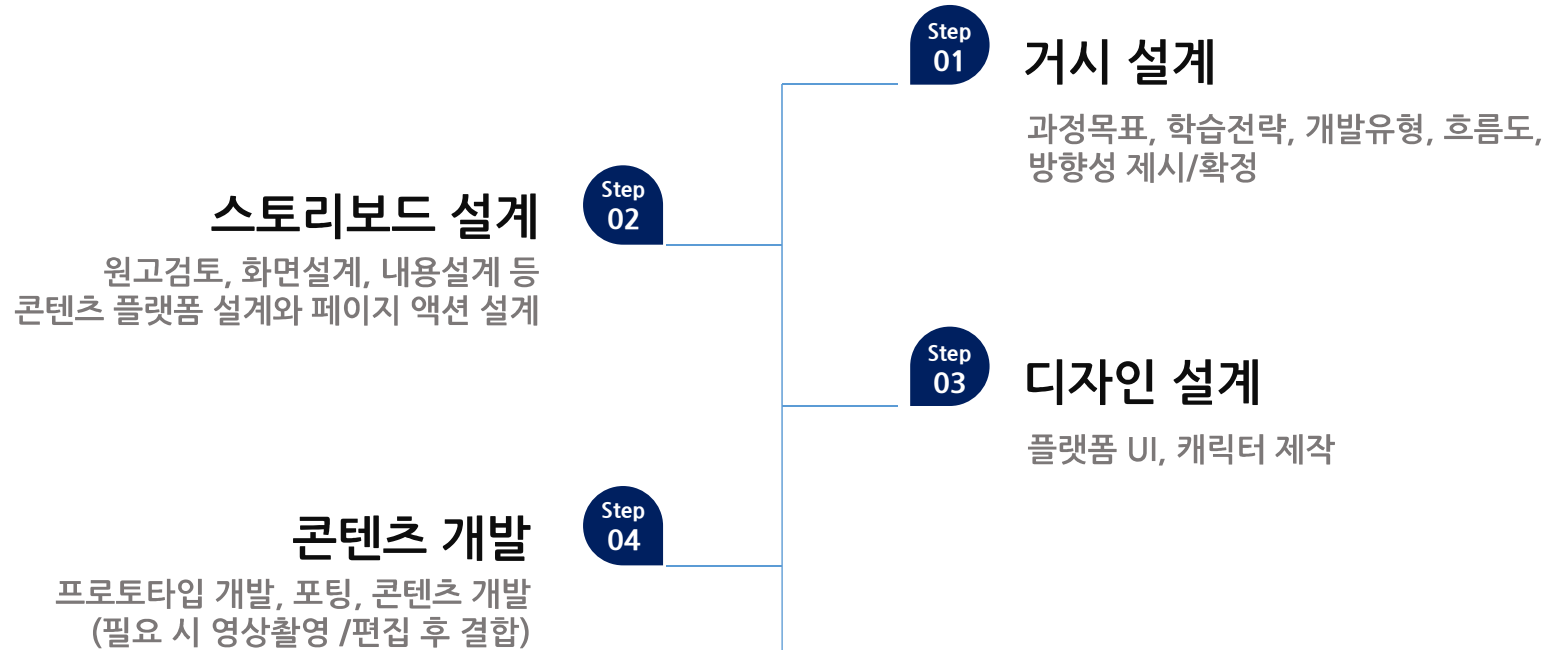 Step
01
거시 설계
과정목표, 학습전략, 개발유형, 흐름도,
방향성 제시/확정
Step
02
스토리보드 설계
원고검토, 화면설계, 내용설계 등
콘텐츠 플랫폼 설계와 페이지 액션 설계
Step
03
디자인 설계
플랫폼 UI, 캐릭터 제작
Step
04
콘텐츠 개발
프로토타입 개발, 포팅, 콘텐츠 개발
(필요 시 영상촬영 /편집 후 결합)